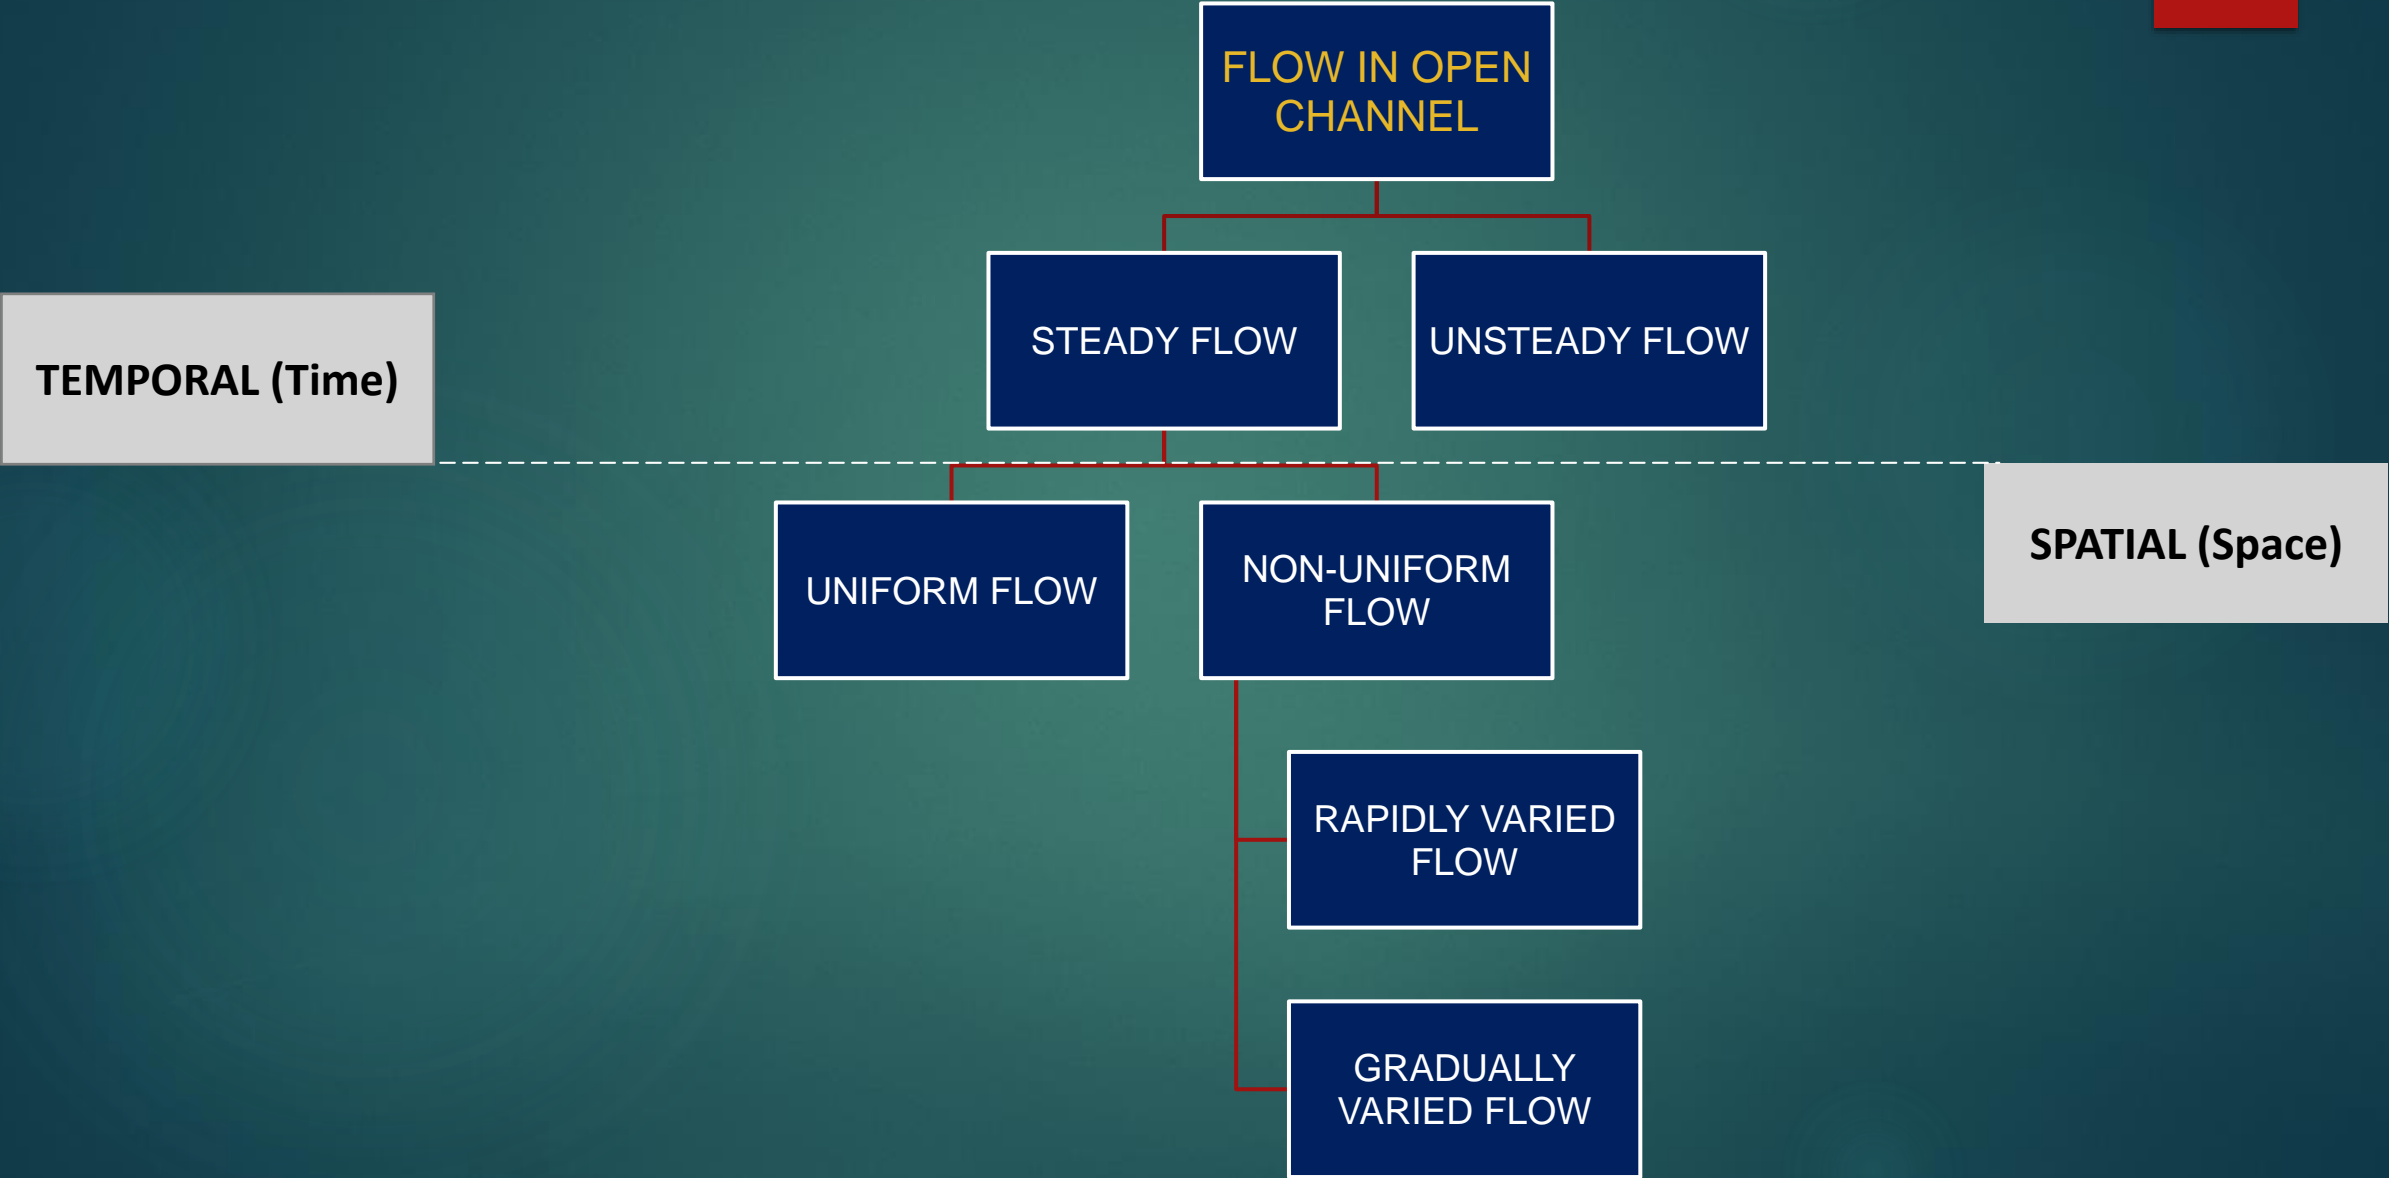 FLOW IN OPEN
CHANNEL
STEADY FLOW
UNSTEADY FLOW
TEMPORAL (Time)
UNIFORM FLOW
NON-UNIFORM
FLOW
SPATIAL (Space)
RAPIDLY VARIED
FLOW
GRADUALLY
VARIED FLOW